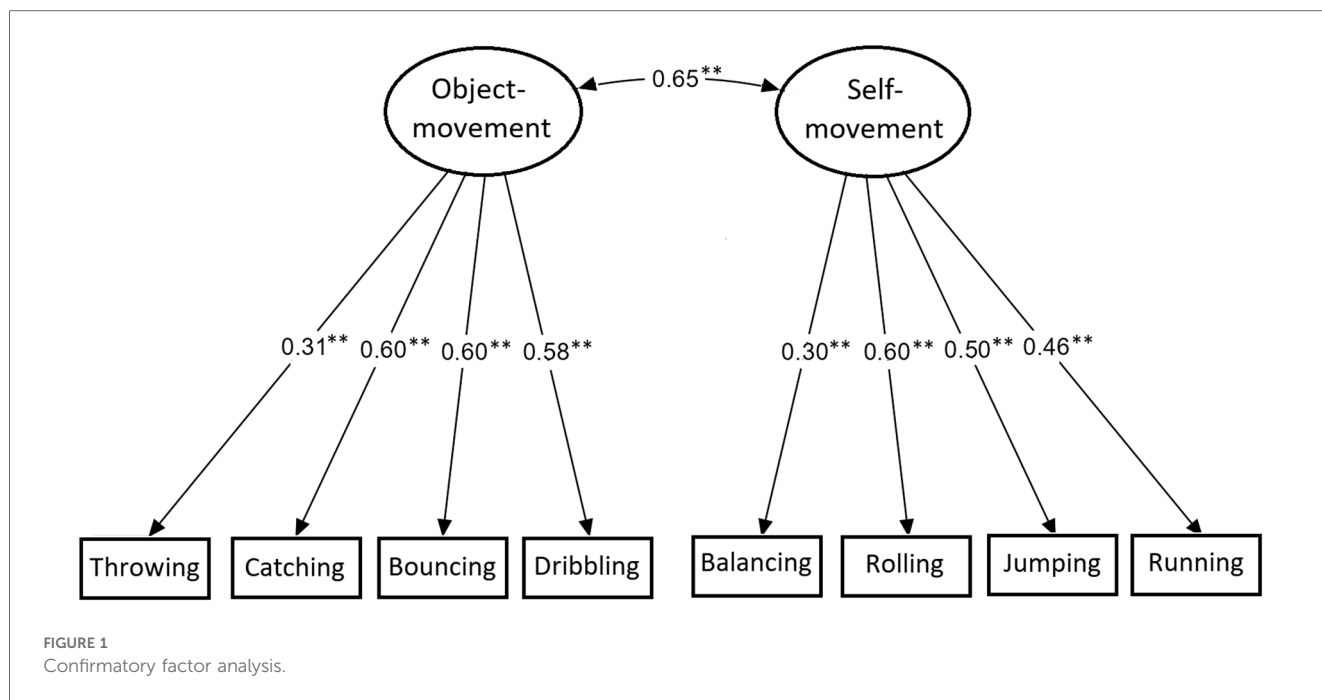 Object-
movement
0.65**
Self-
movement
0.31** 0.60** 0.60** 0.58** 0.30** 0.60** 0.50** 0.46**
Throwing Catching Bouncing Dribbling Balancing Rolling Jumping Running
FIGURE 1
Confirmatory factor analysis.